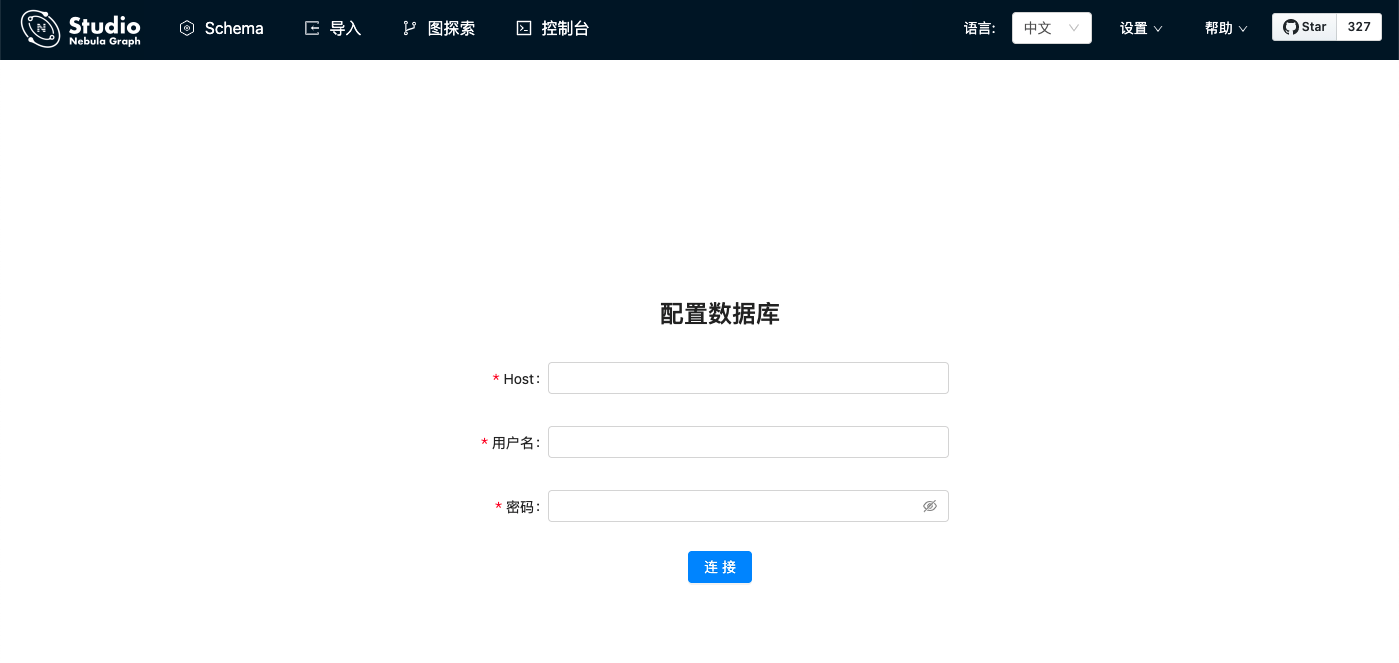 Studio
Nebula Graph
Schema
导入
图探索
控制台
语言:
中文
设置
帮助
Star
327
配置数据库
* Host:
* 用户名:
* 密码:
连 接